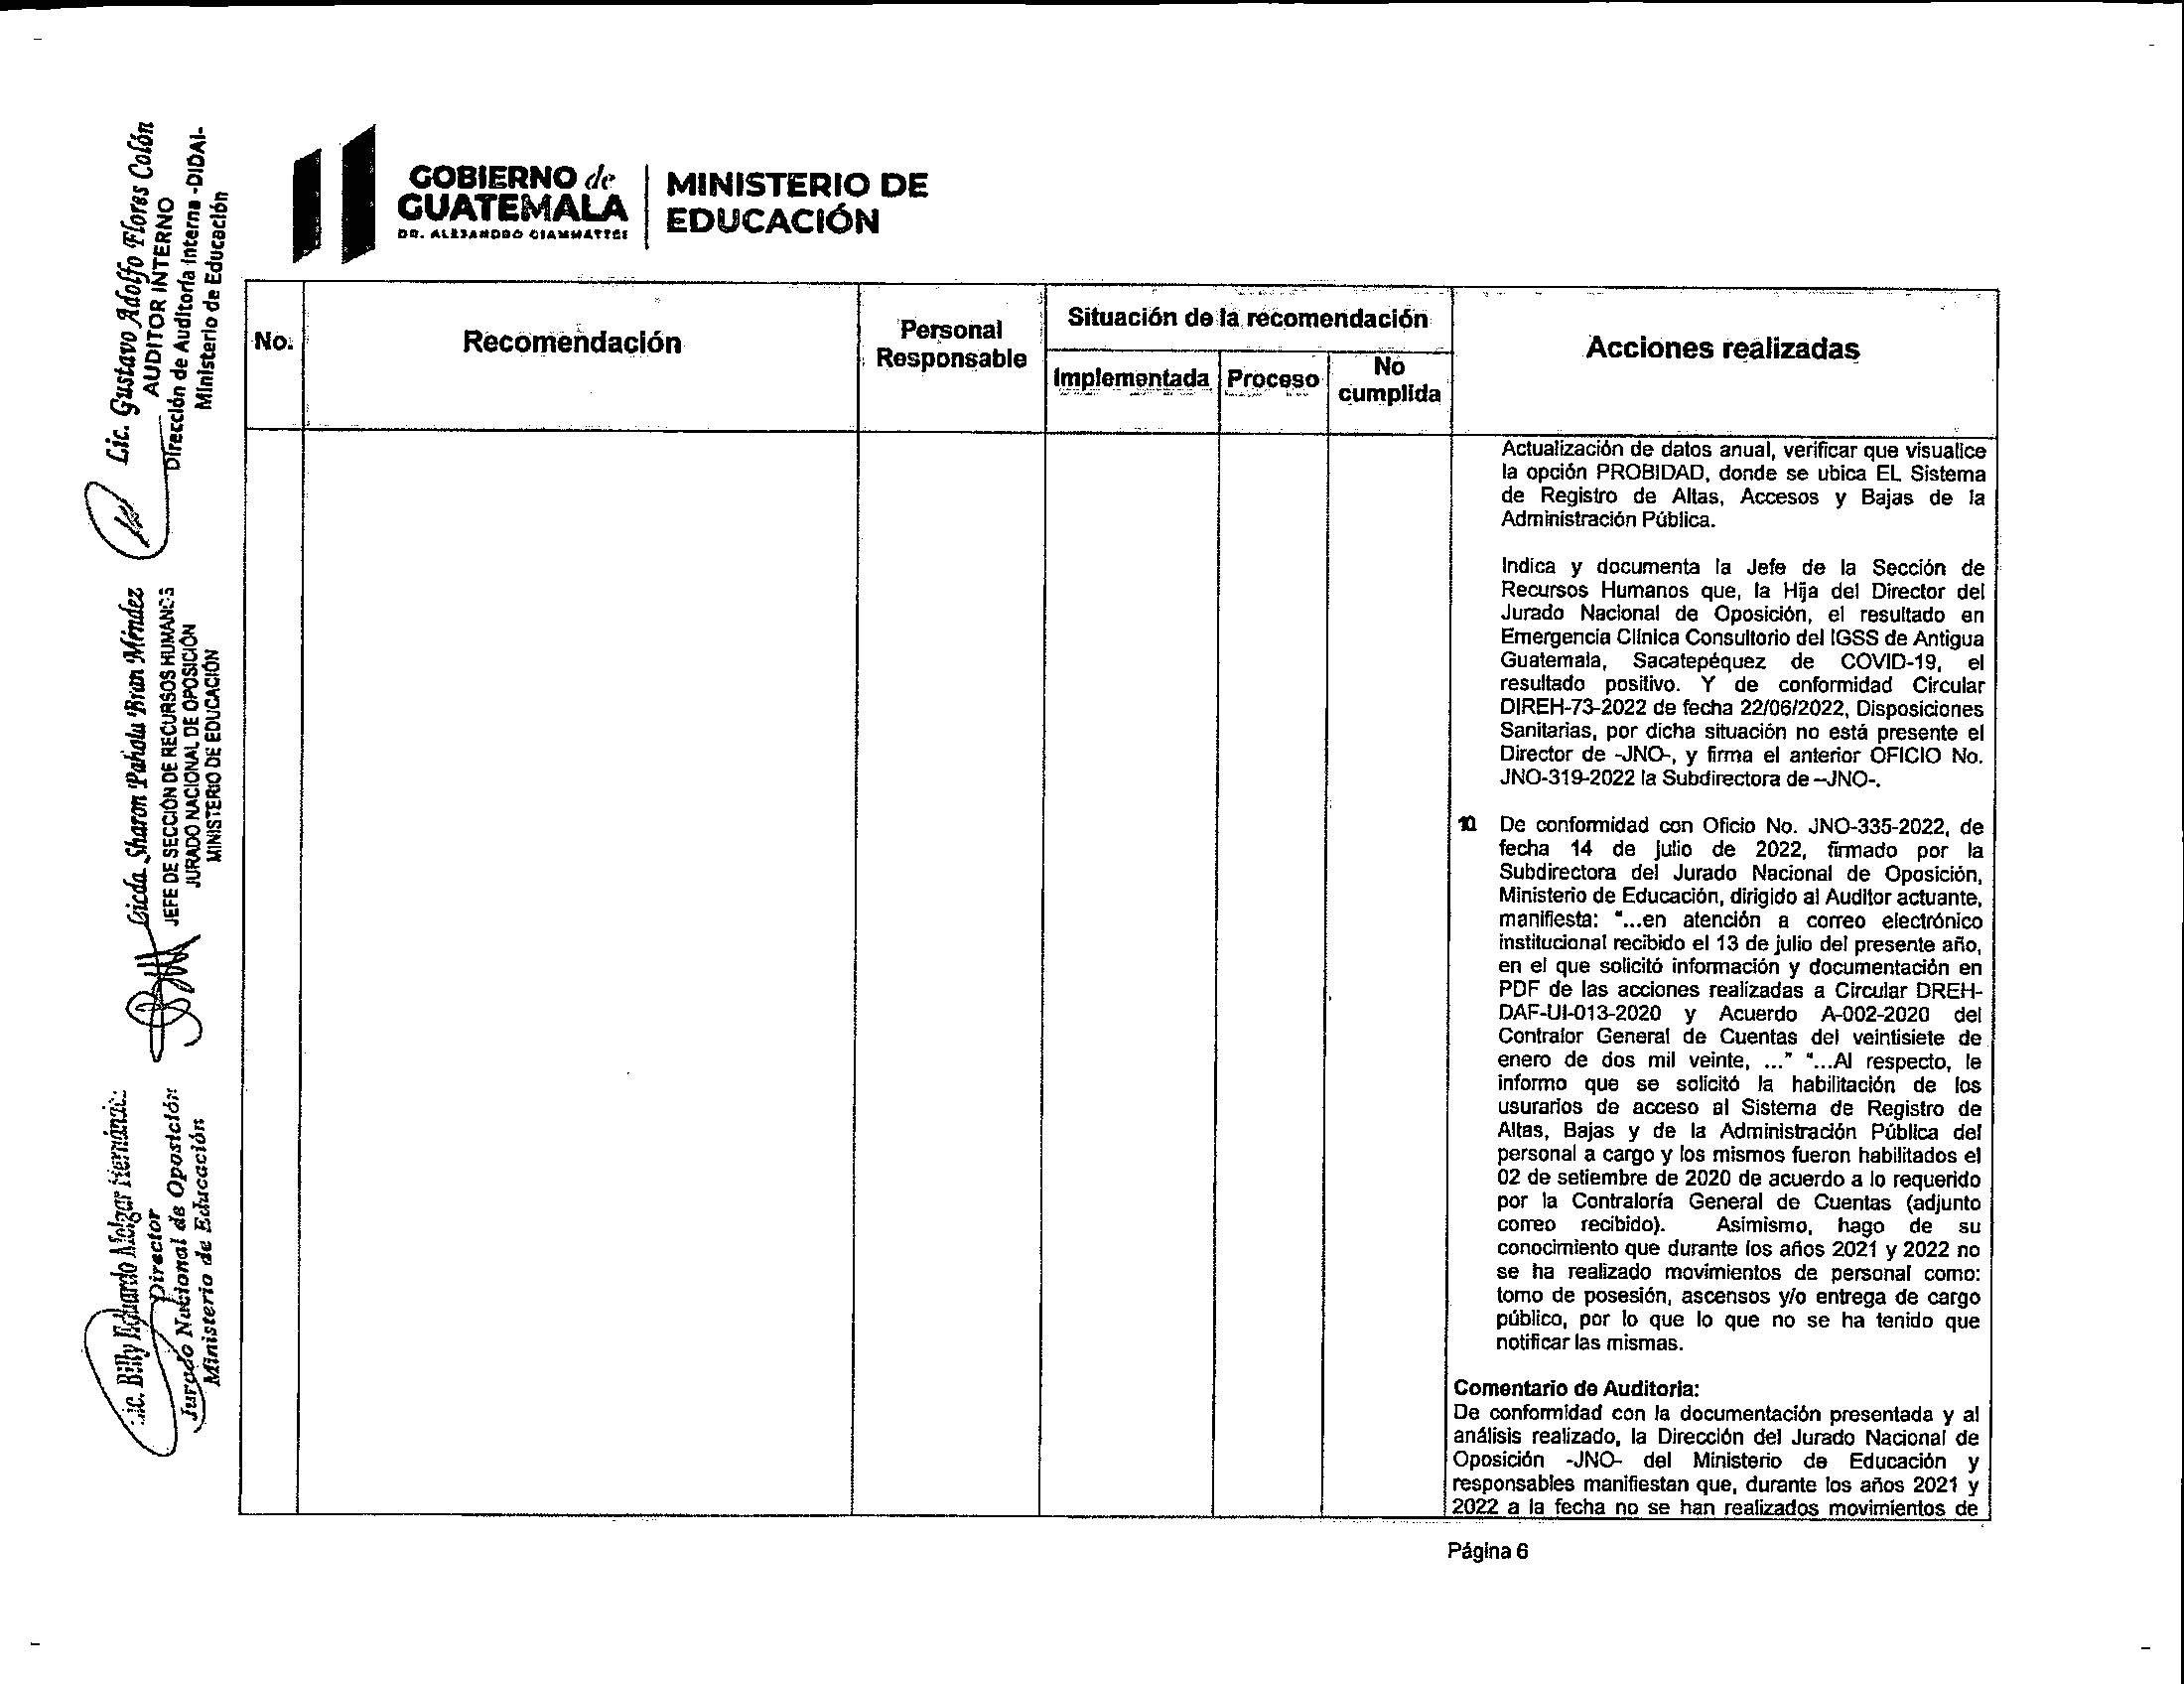 GOBIERNO de
GUATEMALA
DR. ALEJANDRO GIAMMATTEI
MINISTERIO DE
EDUCACIÓN
Lic. Gustavo Adolfo Flores Colón
AUDITOR INTERNO
Dirección de Auditoría Interna -DIDAI-
Ministerio de Educación
Sharon Bran Méndez
JEFE DE SECCIÓN DE RECURSOS HUMANOS
JURADO NACIONAL DE OPOSICIÓN
MINISTERIO DE EDUCACIÓN
Lic. Billy Eduardo Melgar
Director
Jurado Nacional de Oposición
Ministerio de Educación
No.
Recomendación
Personal
Responsable
Situación de la recomendación
Implementada
Proceso
No
cumplida
Acciones realizadas
Actualización de datos anual, verificar que visualice
la opción PROBIDAD, donde se ubica EL Sistema
de Registro de Altas, Accesos y Bajas de la
Administración Pública.
Indica y documenta la Jefe de la Sección de
Recursos Humanos que, la Hija del Director del
Jurado Nacional de Oposición, el resultado en
Emergencia Clínica Consultorio del IGSS de Antigua
Guatemala, Sacatepéquez de COVID-19, el
resultado positivo. Y de conformidad Circular
DIREH-73-2022 de fecha 22/06/2022, Disposiciones
Sanitarias, por dicha situación no está presente el
Director de -JNO-, y firma el anterior OFICIO No.
JNO-319-2022 la Subdirectora de –JNO-.
De conformidad con Oficio No. JNO-335-2022, de
fecha 14 de julio de 2022, firmado por la
Subdirectora del Jurado Nacional de Oposición,
Ministerio de Educación, dirigido al Auditor actuante,
manifiesta: "...en atención a correo electrónico
institucional recibido el 13 de julio del presente año,
en el que solicitó información y documentación en
PDF de las acciones realizadas a Circular DREH-
DAF-UI-013-2020 y Acuerdo A-002-2020 del
Contralor General de Cuentas del veintisiete de
enero de dos mil veinte, ..." "...Al respecto, le
informo que se solicitó la habilitación de los
usurarios de acceso al Sistema de Registro de
Altas, Bajas y de la Administración Pública del
personal a cargo y los mismos fueron habilitados el
02 de setiembre de 2020 de acuerdo a lo requerido
por la Contraloría General de Cuentas (adjunto
correo recibido). Asimismo, hago de su
conocimiento que durante los años 2021 y 2022 no
se ha realizado movimientos de personal como:
tomo de posesión, ascensos y/o entrega de cargo
público, por lo que lo que no se ha tenido que
notificar las mismas.
Comentario de Auditoria:
De conformidad con la documentación presentada y al
análisis realizado, la Dirección del Jurado Nacional de
Oposición -JNO- del Ministerio de Educación y
responsables manifiestan que, durante los años 2021 y
2022 a la fecha no se han realizados movimientos de
Página 6